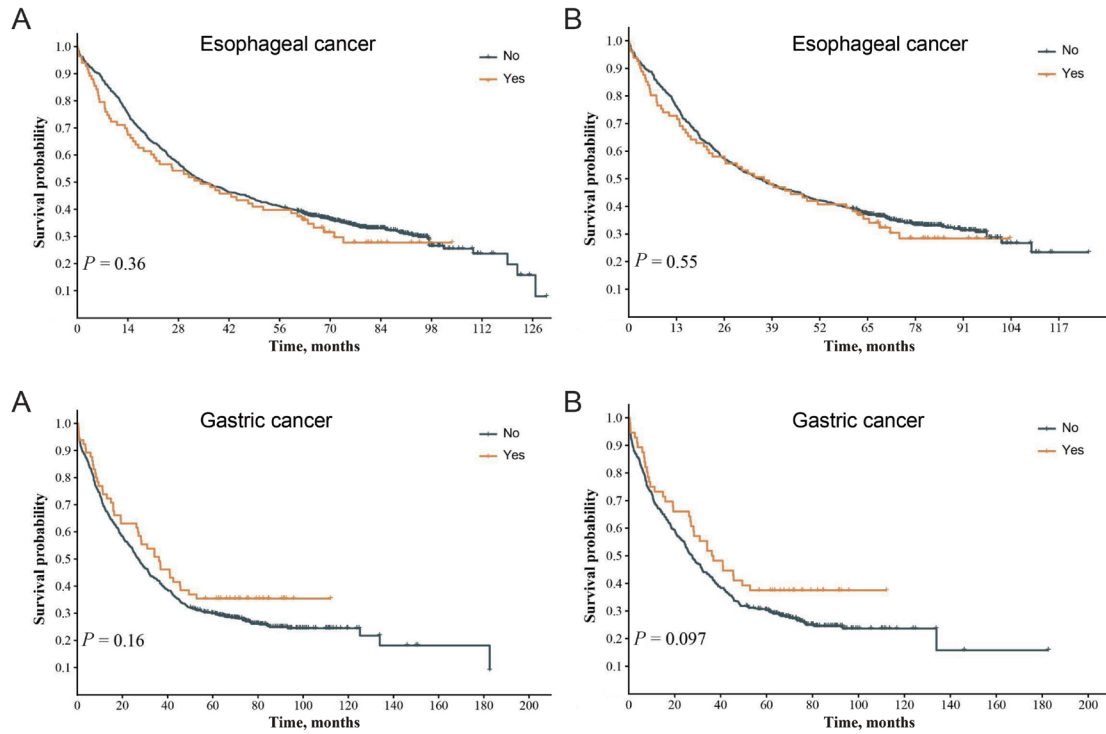 A
Esophageal cancer
No
Yes
Survival probability
1.0
0.9
0.8
0.7
0.6
0.5
0.4
0.3
0.2
0.1
P = 0.36
0 14 28 42 56 70 84 98 112 126
Time, months
B
Esophageal cancer
No
Yes
Survival probability
1.0
0.9
0.8
0.7
0.6
0.5
0.4
0.3
0.2
0.1
P = 0.55
0 13 26 39 52 65 78 91 104 117
Time, months
A
Gastric cancer
No
Yes
Survival probability
1.0
0.9
0.8
0.7
0.6
0.5
0.4
0.3
0.2
0.1
P = 0.16
0 20 40 60 80 100 120 140 160 180 200
Time, months
B
Gastric cancer
No
Yes
Survival probability
1.0
0.9
0.8
0.7
0.6
0.5
0.4
0.3
0.2
0.1
P = 0.097
0 20 40 60 80 100 120 140 160 180 200
Time, months